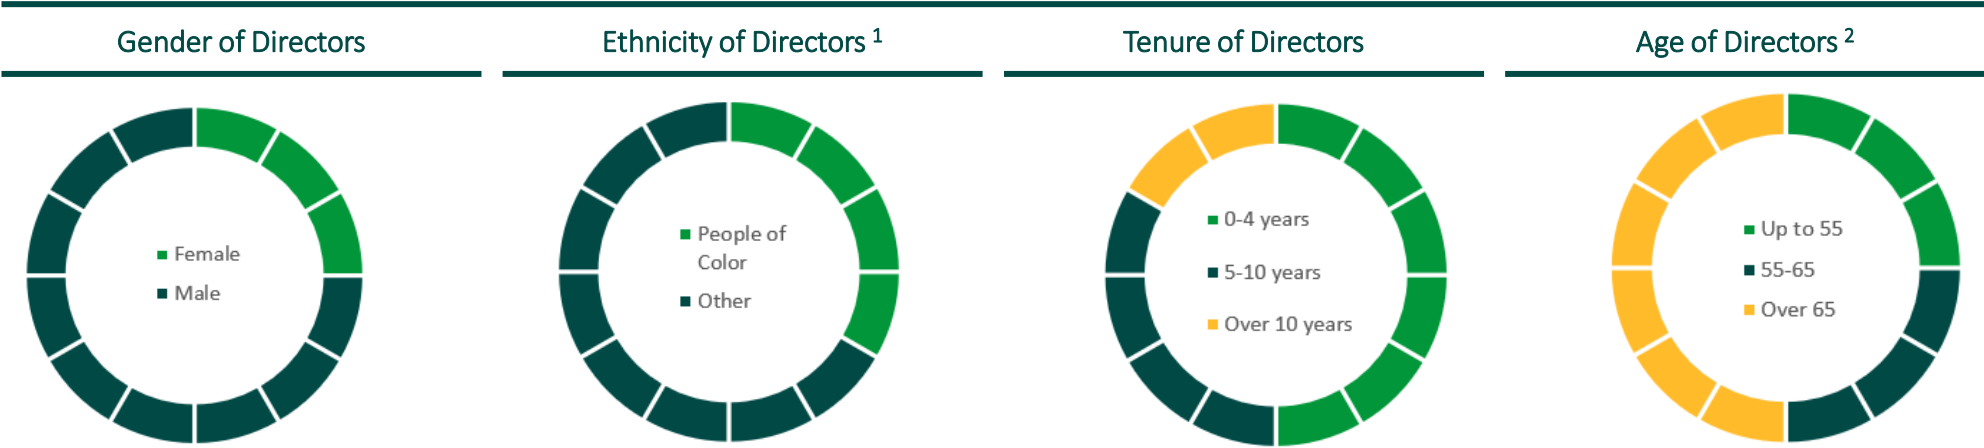 Gender of Directors
Female
Male
Ethnicity of Directors 1
People of
Color
Other
Tenure of Directors
0-4 years
5-10 years
Over 10 years
Age of Directors 2
Up to 55
55-65
Over 65